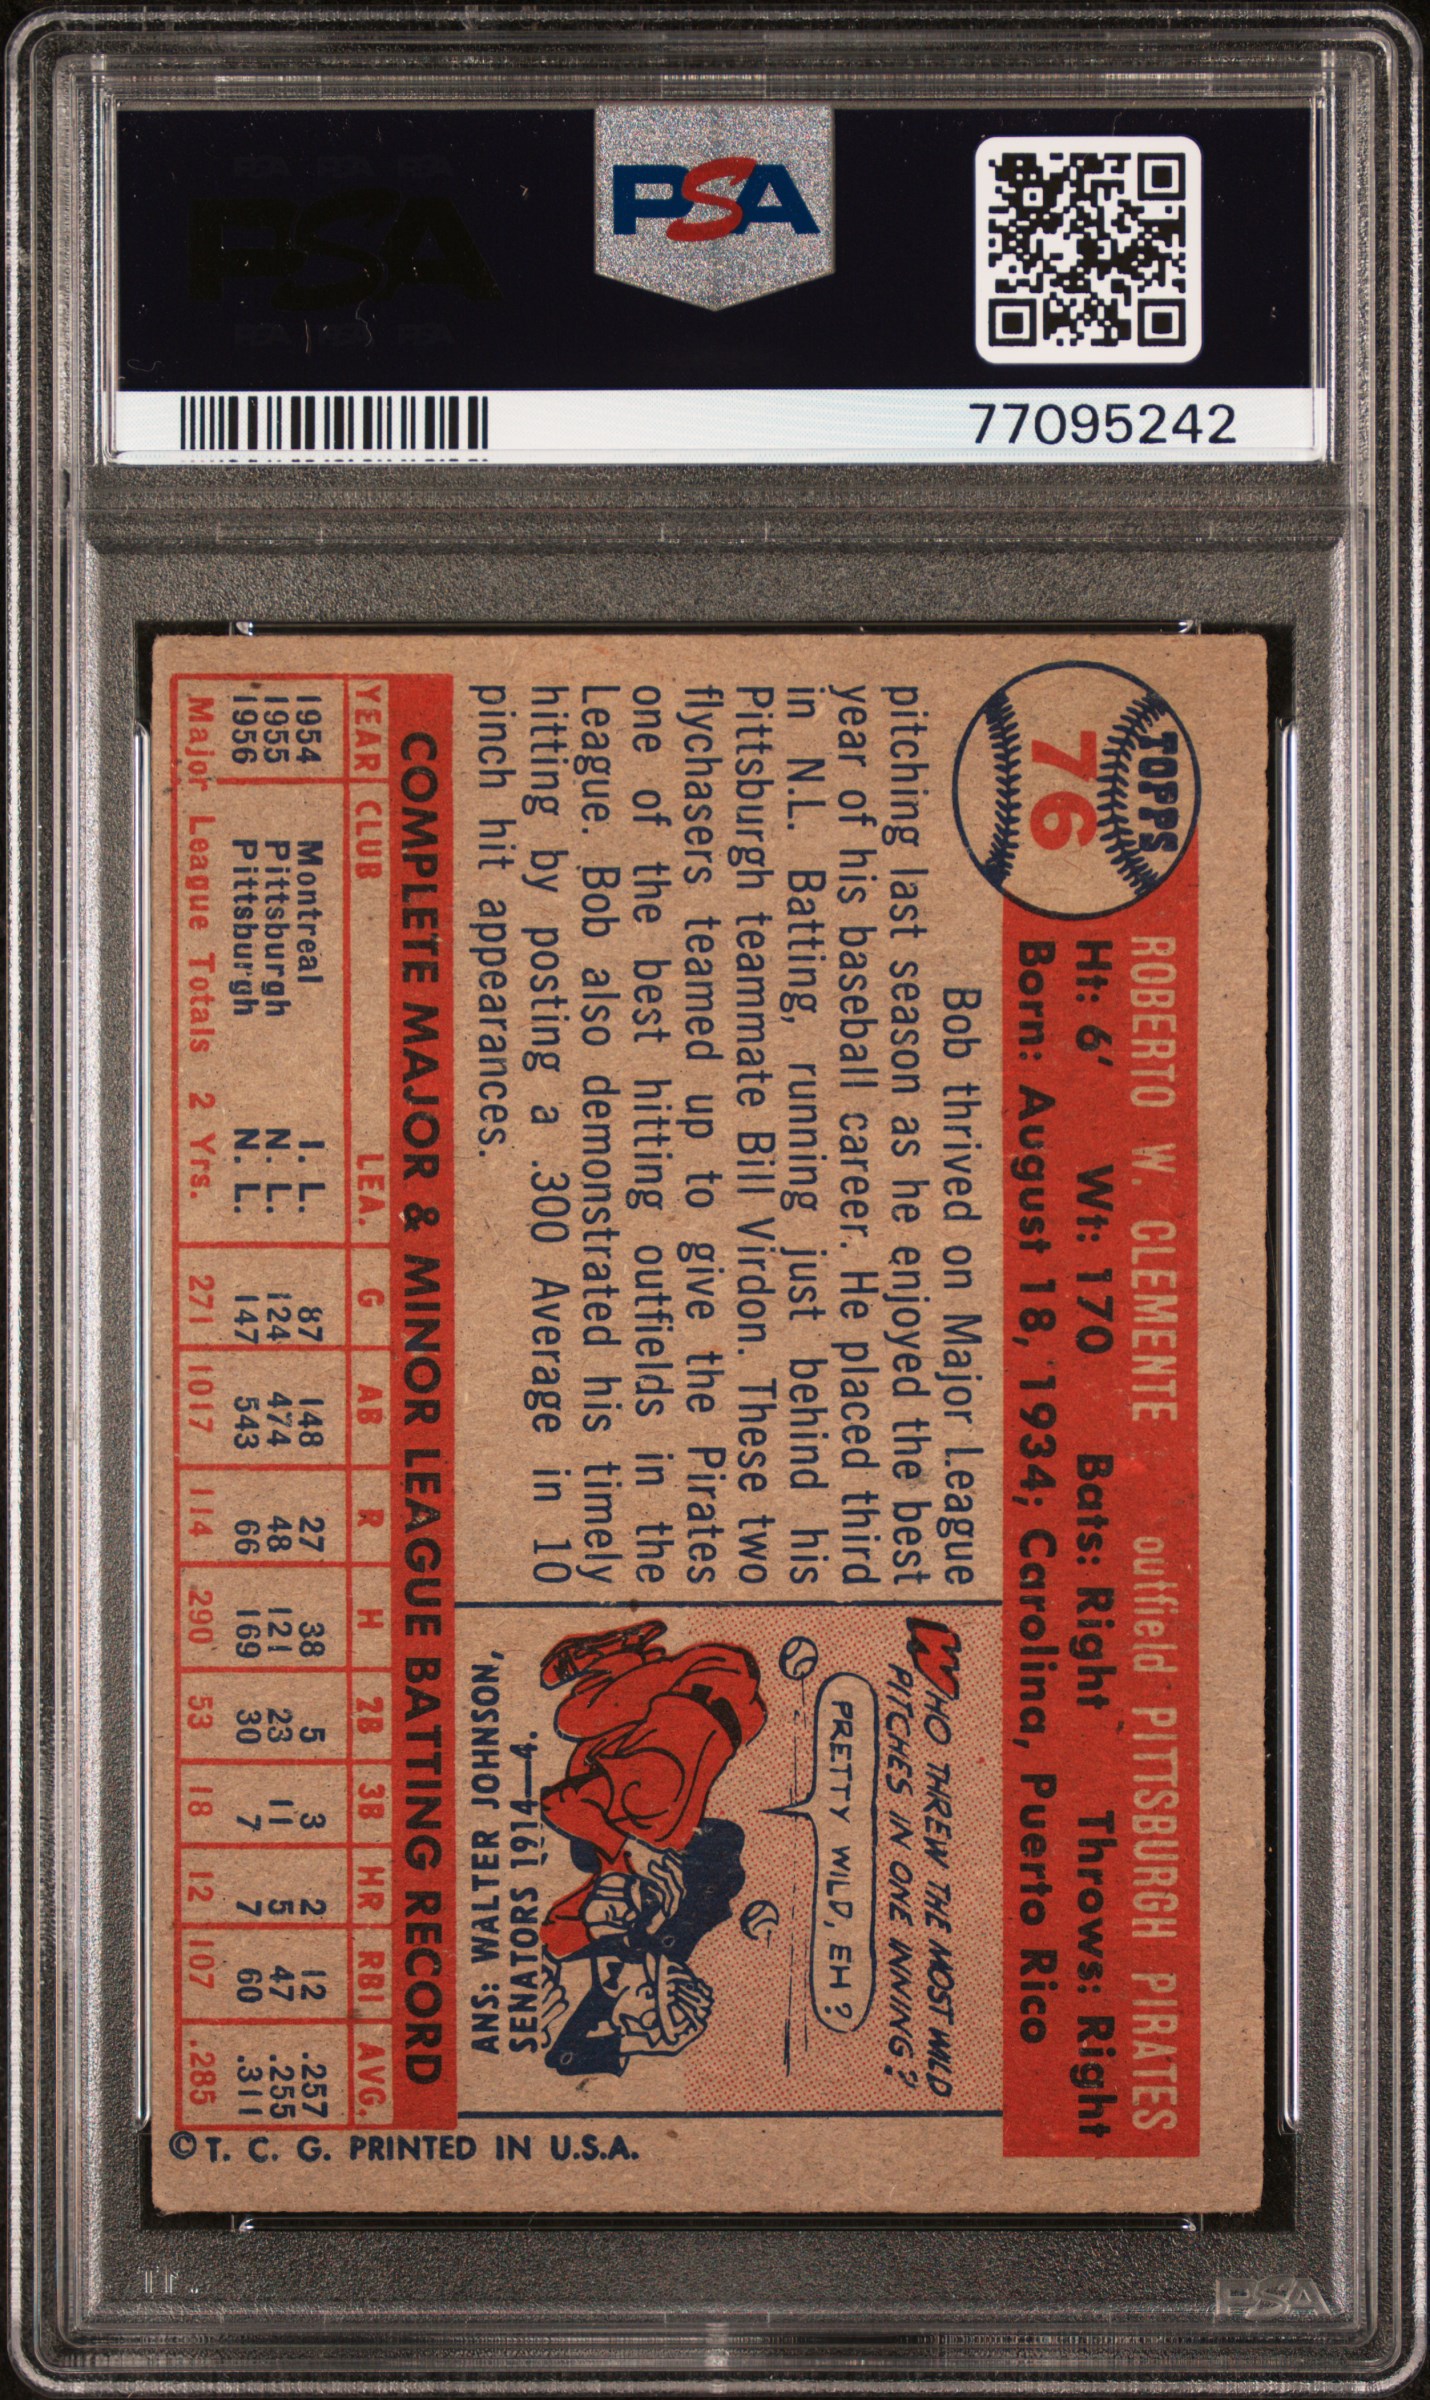 PSA
77095242
TOPPS
76
ROBERTO W. CLEMENTE outfield PITTSBURGH PIRATES
Ht: 6' Wt: 170 Bats: Right Throws: Right
Born: August 18, 1934; Carolina, Puerto Rico
Bob thrived on Major League
pitching last season as he enjoyed the best
year of his baseball career. He placed third
in N.L. Batting, running just behind his
Pittsburgh teammate Bill Virdon. These two
flychasers teamed up to give the Pirates
one of the best hitting outfields in the
League. Bob also demonstrated his timely
hitting by posting a .300 Average in 10
pinch hit appearances.
WHO THREW THE MOST WILD
PITCHES IN ONE INNING?
PRETTY WILD, EH?
ANS: WALTER JOHNSON,
SENATORS 1914—4.
COMPLETE MAJOR & MINOR LEAGUE BATTING RECORD
YEAR CLUB LEA. G AB R H 2B 3B HR RBI AVG.
1954 Montreal I. L. 87 148 27 38 5 3 2 12 .257
1955 Pittsburgh N. L. 124 474 48 121 23 11 5 47 .255
1956 Pittsburgh N. L. 147 543 66 169 30 7 7 60 .311
Major League Totals 2 Yrs. 271 1017 114 290 53 18 12 107 .285
© T. C. G. PRINTED IN U.S.A.
PSA